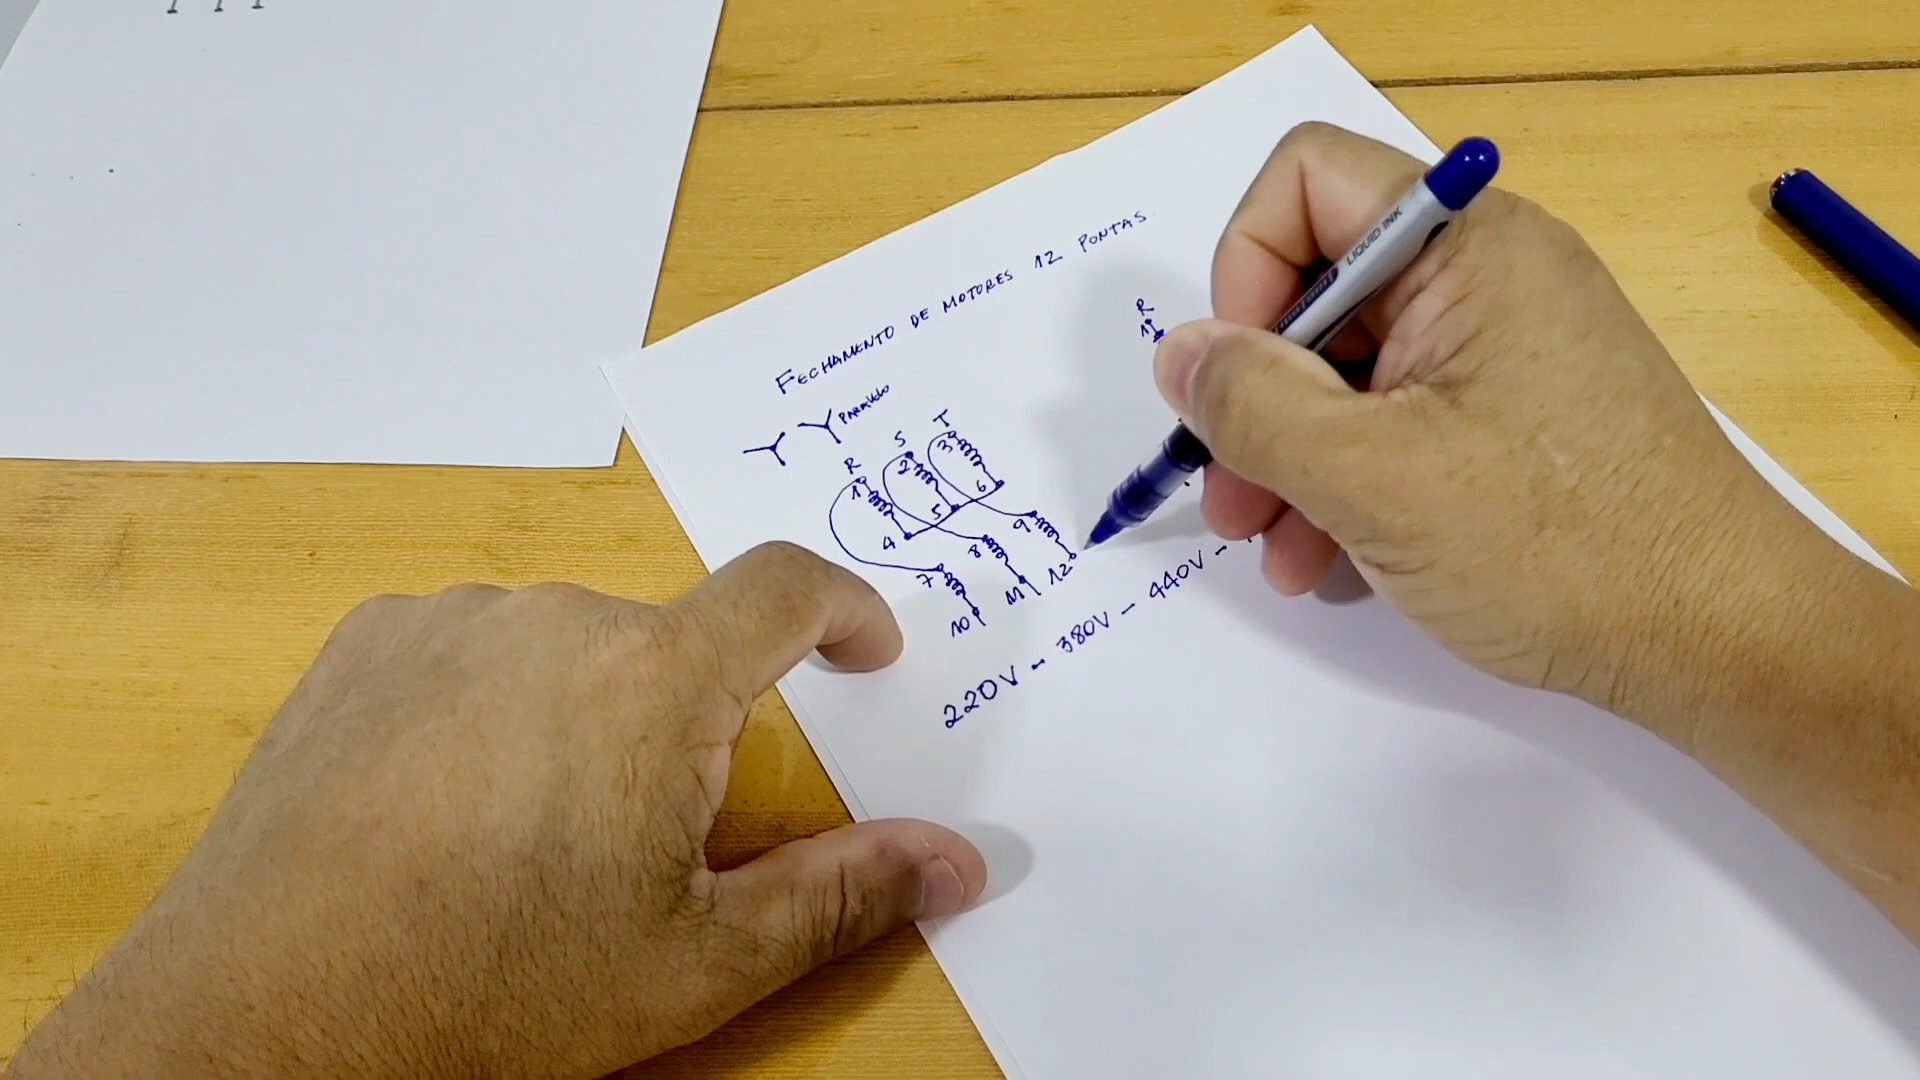 FECHAMENTO DE MOTORES 12 PONTAS
PARALELO
R S T
1 2 3
4 5 6
7 8 9
10 11 12
R
1
220V - 380V - 440V -
LIQUID INK